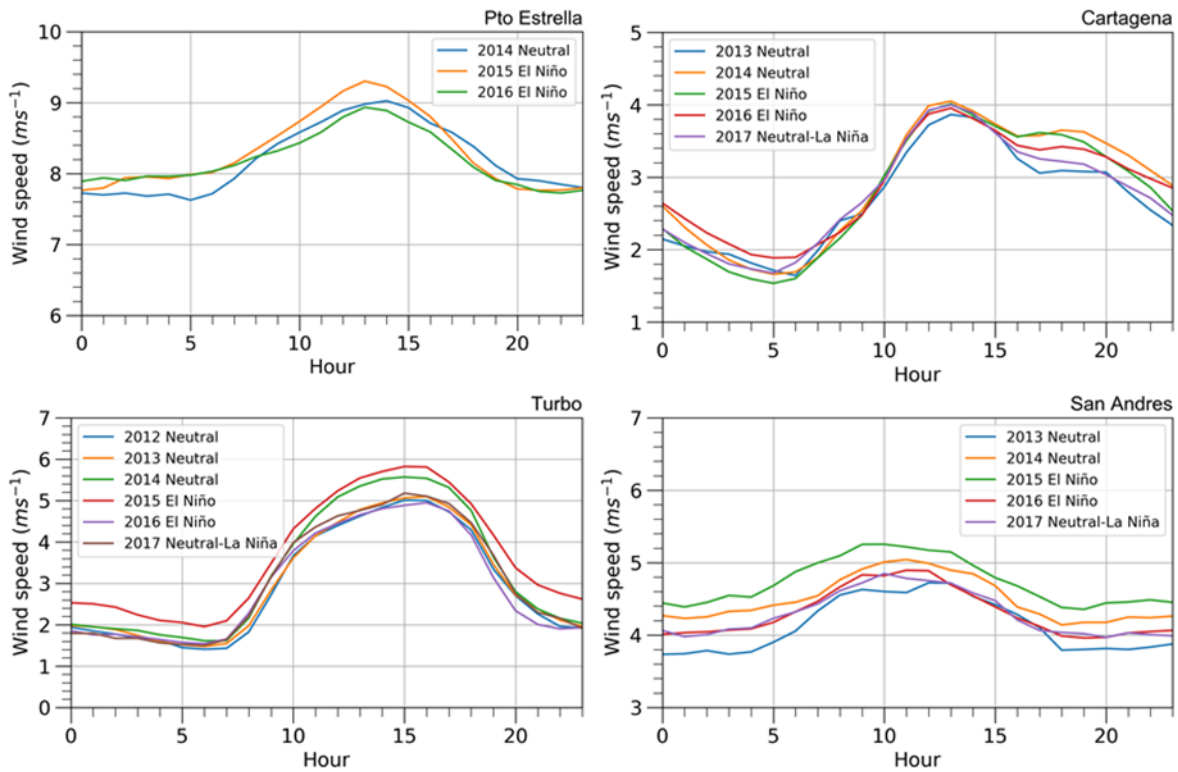 Pto Estrella
10
9
8
7
6
Wind speed (ms⁻¹)
0 5 10 15 20
Hour
2014 Neutral
2015 El Niño
2016 El Niño
Cartagena
5
4
3
2
1
Wind speed (ms⁻¹)
0 5 10 15 20
Hour
2013 Neutral
2014 Neutral
2015 El Niño
2016 El Niño
2017 Neutral-La Niña
Turbo
7
6
5
4
3
2
1
0
Wind speed (ms⁻¹)
0 5 10 15 20
Hour
2012 Neutral
2013 Neutral
2014 Neutral
2015 El Niño
2016 El Niño
2017 Neutral-La Niña
San Andres
7
6
5
4
3
Wind speed (ms⁻¹)
0 5 10 15 20
Hour
2013 Neutral
2014 Neutral
2015 El Niño
2016 El Niño
2017 Neutral-La Niña